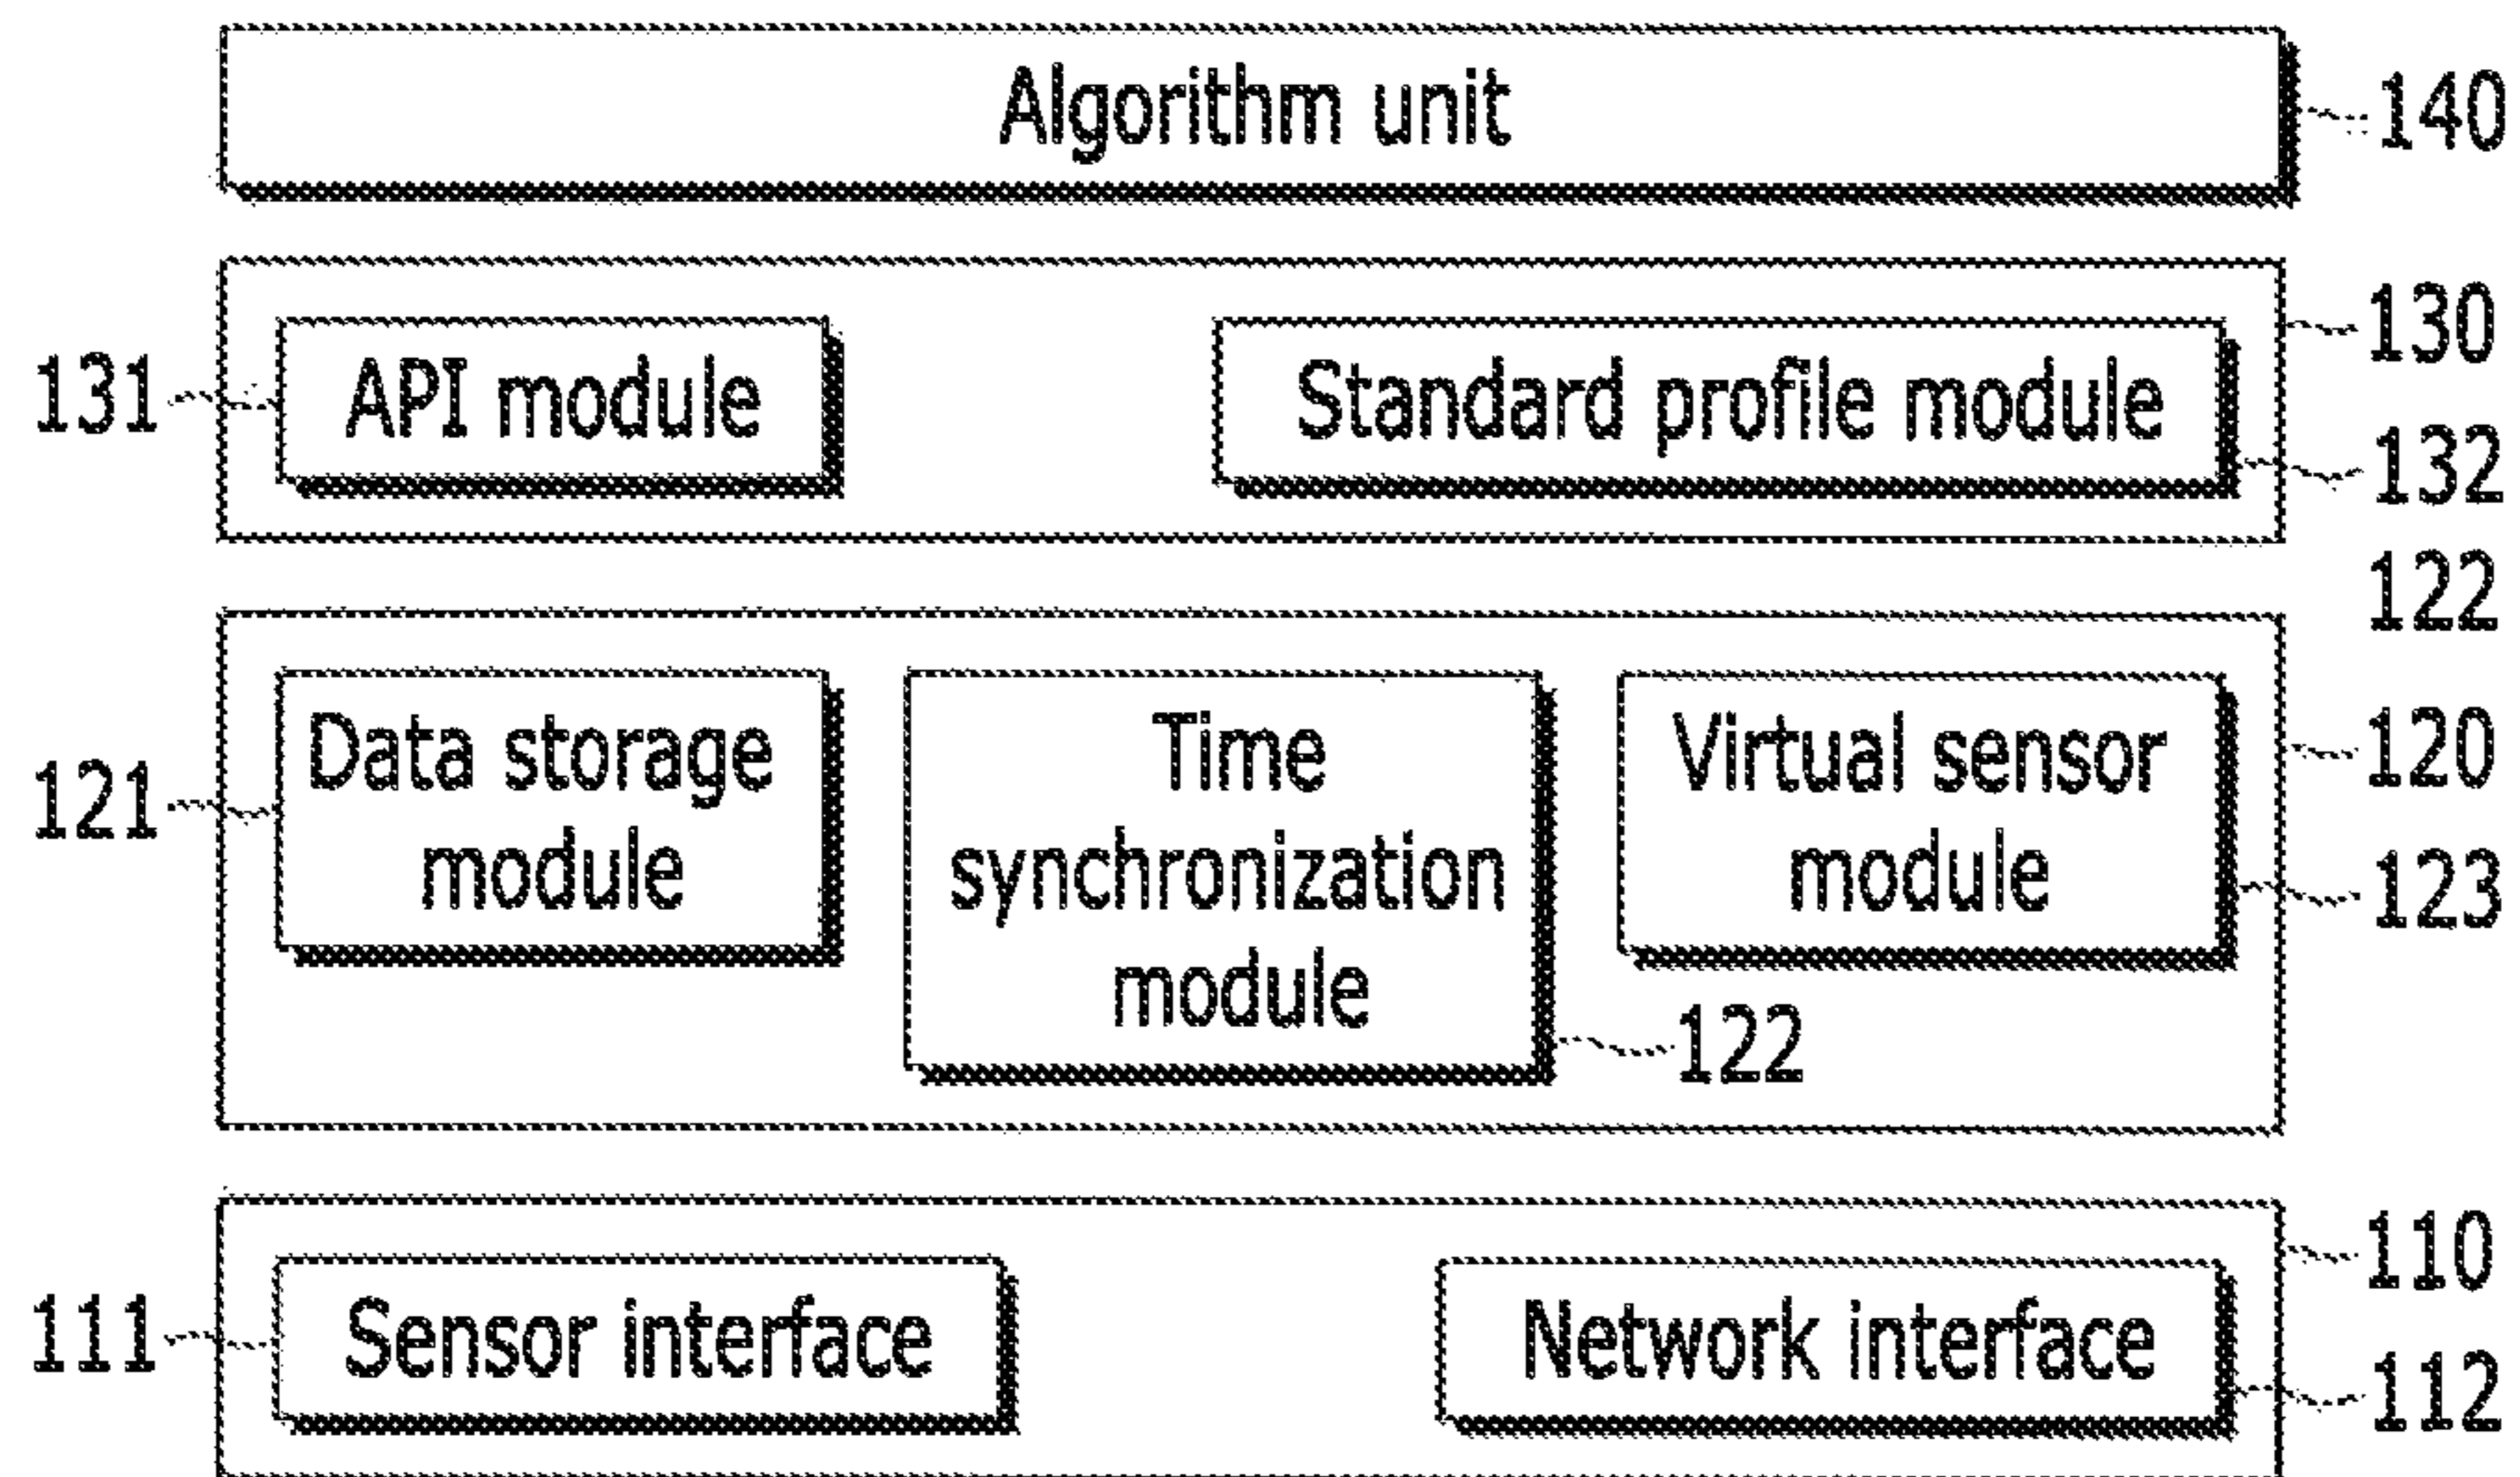 Algorithm unit
140
130
131
API module
Standard profile module
132
122
120
121
Data storage
module
Time
synchronization
module
Virtual sensor
module
123
122
110
111
Sensor interface
Network interface
112